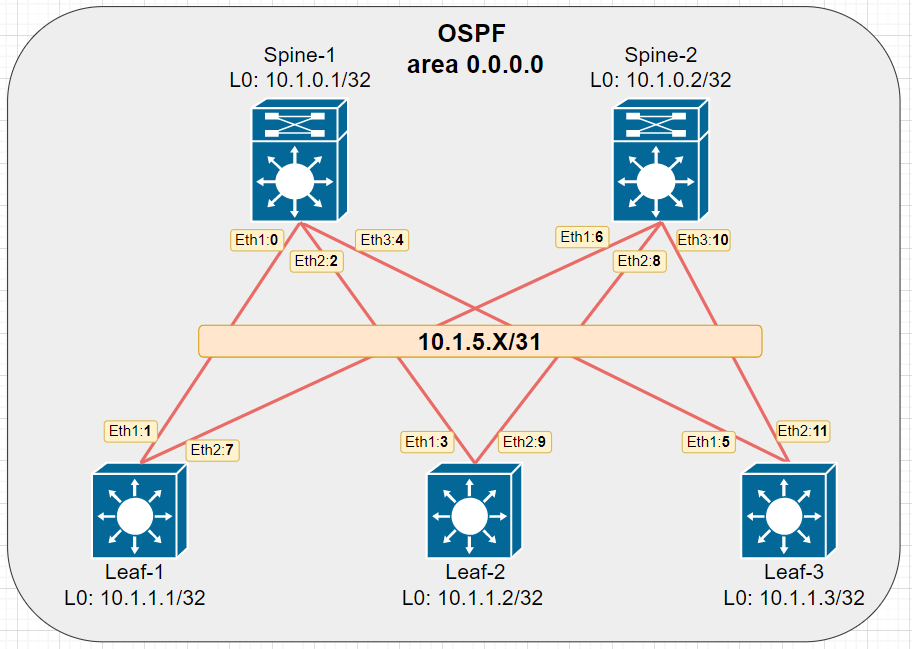 OSPF
area 0.0.0.0
Spine-1
L0: 10.1.0.1/32
Spine-2
L0: 10.1.0.2/32
Eth1:0
Eth2:2
Eth3:4
Eth1:6
Eth2:8
Eth3:10
10.1.5.X/31
Eth1:1
Eth2:7
Eth1:3
Eth2:9
Eth1:5
Eth2:11
Leaf-1
L0: 10.1.1.1/32
Leaf-2
L0: 10.1.1.2/32
Leaf-3
L0: 10.1.1.3/32